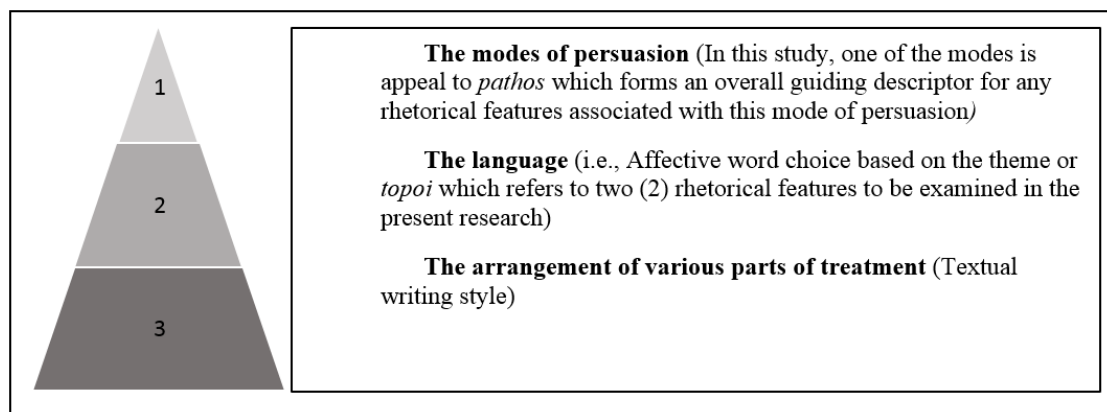 1
2
3
The modes of persuasion (In this study, one of the modes is
appeal to pathos which forms an overall guiding descriptor for any
rhetorical features associated with this mode of persuasion)
The language (i.e., Affective word choice based on the theme or
topoi which refers to two (2) rhetorical features to be examined in the
present research)
The arrangement of various parts of treatment (Textual
writing style)